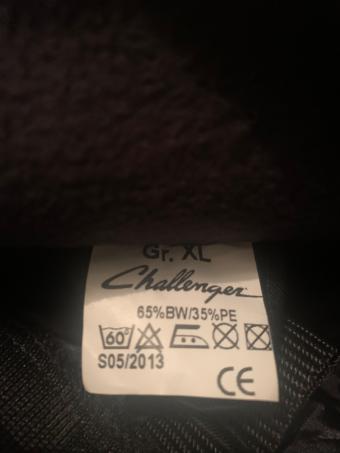 Gr. XL
Challenger
65%BW/35%PE
60
S05/2013
CE